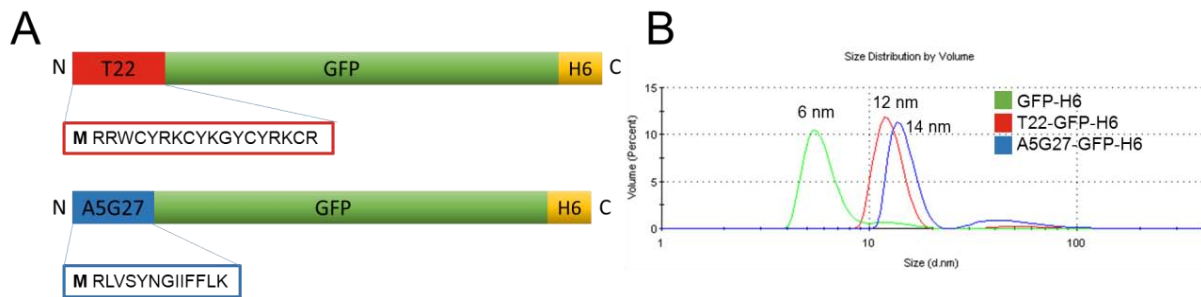 A
N T22 GFP H6 C
M RRWCYRKCYKGYCYRKCR
N A5G27 GFP H6 C
M RLVSYNGIIFFLK
B
Size Distribution by Volume
Volume (Percent)
15
10
5
0
6 nm
12 nm
14 nm
GFP-H6
T22-GFP-H6
A5G27-GFP-H6
1 10 100
Size (d.nm)